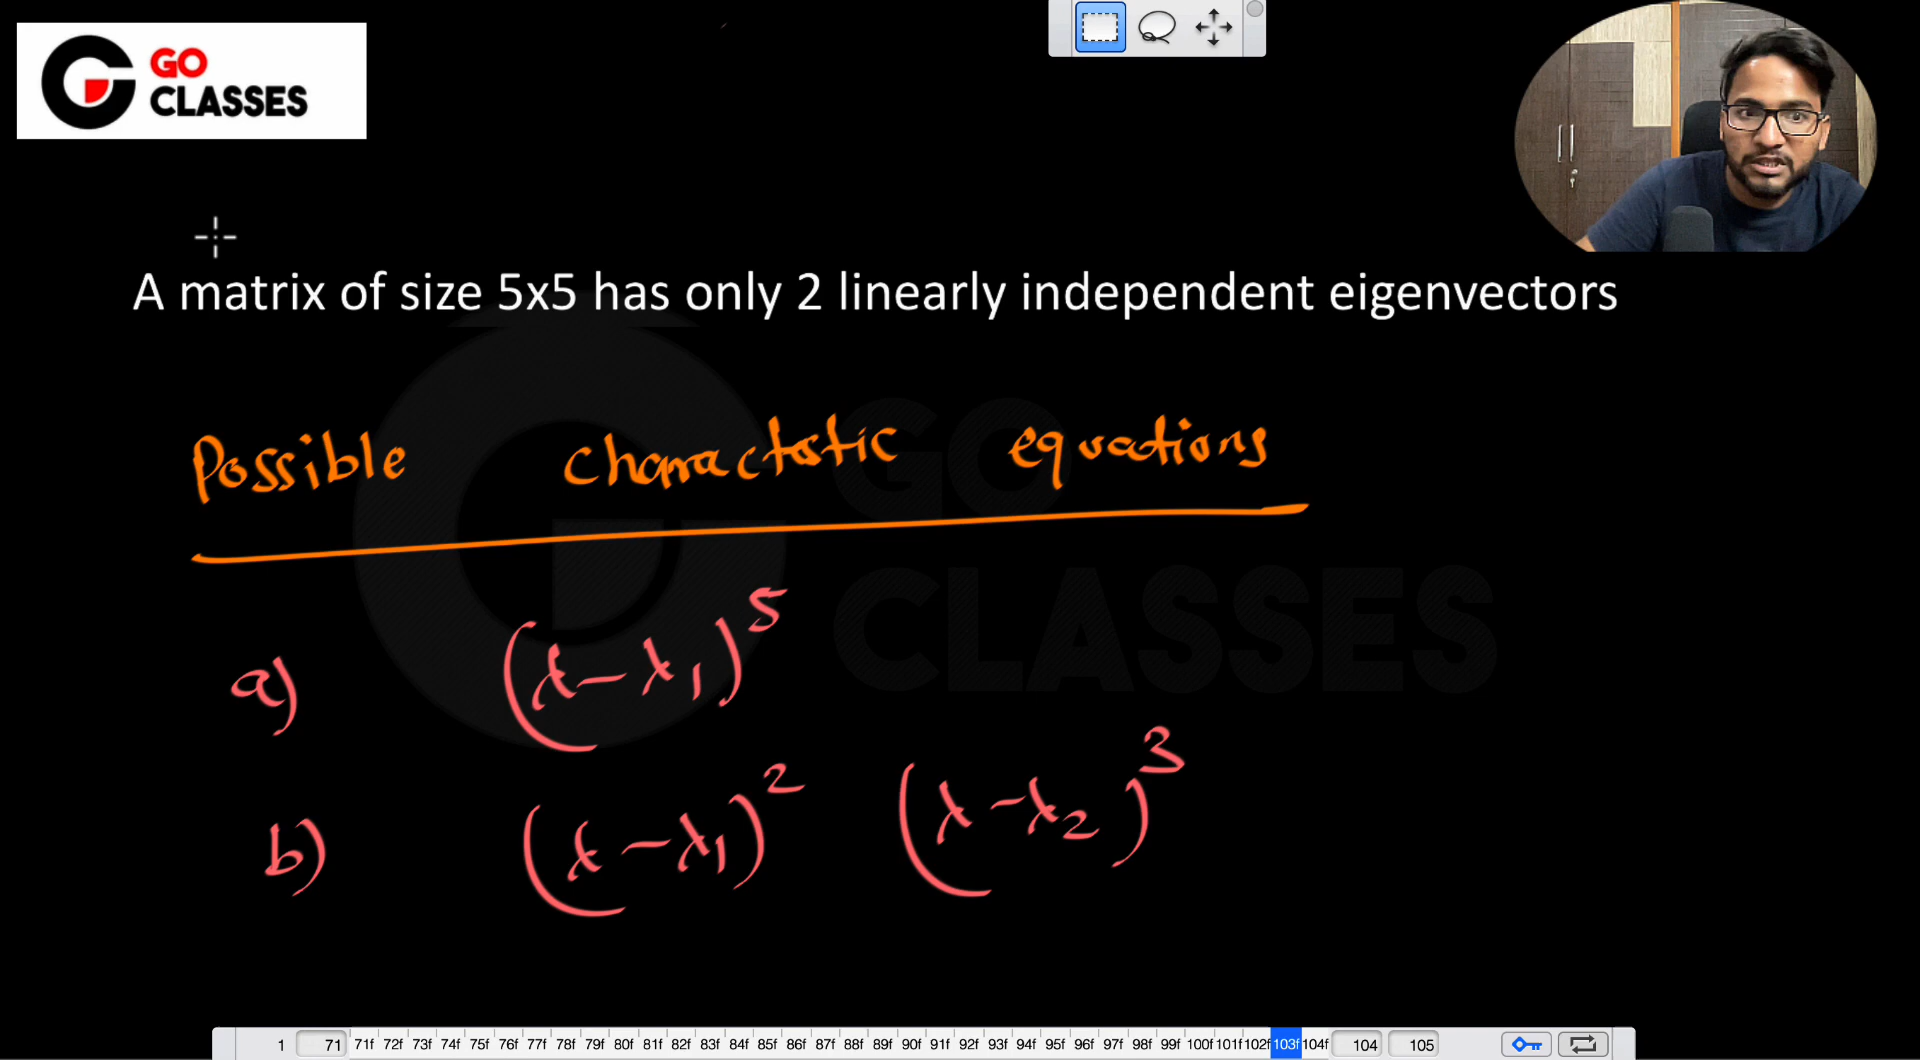 GO
CLASSES
A matrix of size 5x5 has only 2 linearly independent eigenvectors
Possible charactstic equations
a) (λ-λ₁)⁵
b) (λ-λ₁)² (λ-λ₂)³
GO
CLASSES
1 71 71f 72f 73f 74f 75f 76f 77f 78f 79f 80f 81f 82f 83f 84f 85f 86f 87f 88f 89f 90f 91f 92f 93f 94f 95f 96f 97f 98f 99f 100f 101f 102f 103f 104f 104 105